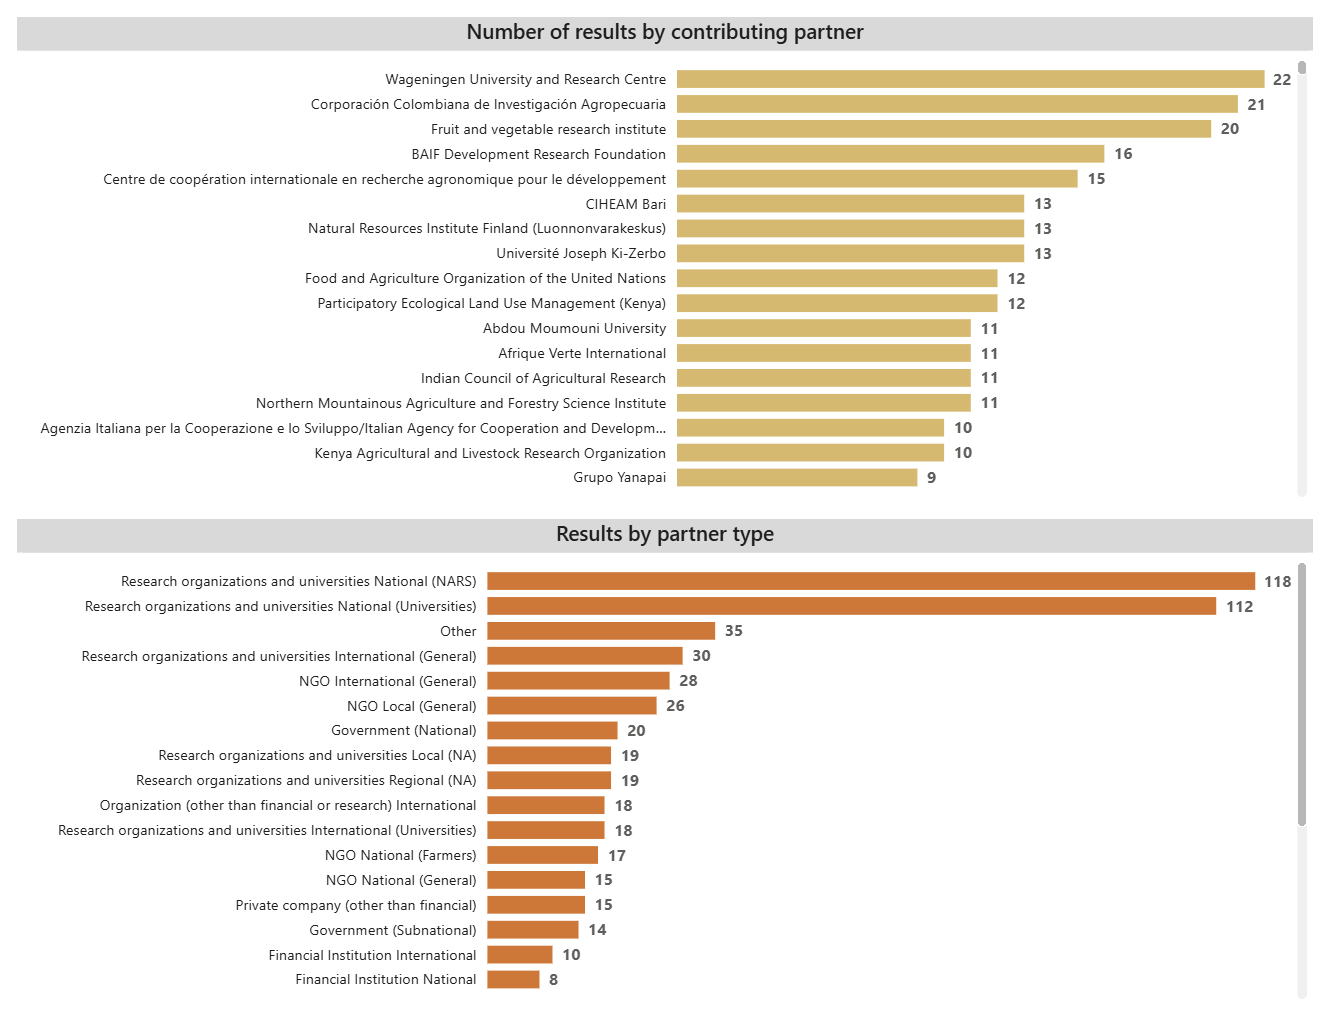 Number of results by contributing partner
Wageningen University and Research Centre 22
Corporación Colombiana de Investigación Agropecuaria 21
Fruit and vegetable research institute 20
BAIF Development Research Foundation 16
Centre de coopération internationale en recherche agronomique pour le développement 15
CIHEAM Bari 13
Natural Resources Institute Finland (Luonnonvarakeskus) 13
Université Joseph Ki-Zerbo 13
Food and Agriculture Organization of the United Nations 12
Participatory Ecological Land Use Management (Kenya) 12
Abdou Moumouni University 11
Afrique Verte International 11
Indian Council of Agricultural Research 11
Northern Mountainous Agriculture and Forestry Science Institute 11
Agenzia Italiana per la Cooperazione e lo Sviluppo/Italian Agency for Cooperation and Developm... 10
Kenya Agricultural and Livestock Research Organization 10
Grupo Yanapai 9
Results by partner type
Research organizations and universities National (NARS) 118
Research organizations and universities National (Universities) 112
Other 35
Research organizations and universities International (General) 30
NGO International (General) 28
NGO Local (General) 26
Government (National) 20
Research organizations and universities Local (NA) 19
Research organizations and universities Regional (NA) 19
Organization (other than financial or research) International 18
Research organizations and universities International (Universities) 18
NGO National (Farmers) 17
NGO National (General) 15
Private company (other than financial) 15
Government (Subnational) 14
Financial Institution International 10
Financial Institution National 8